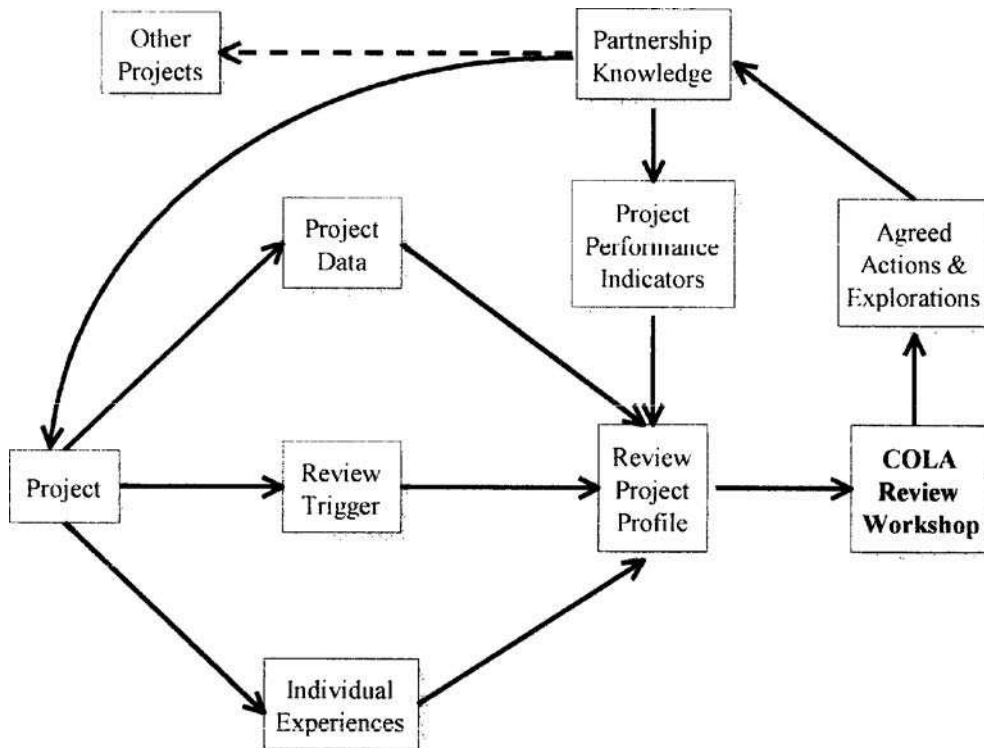 Other
Projects
Partnership
Knowledge
Project
Data
Project
Performance
Indicators
Agreed
Actions &
Explorations
Project
Review
Trigger
Review
Project
Profile
COLA
Review
Workshop
Individual
Experiences